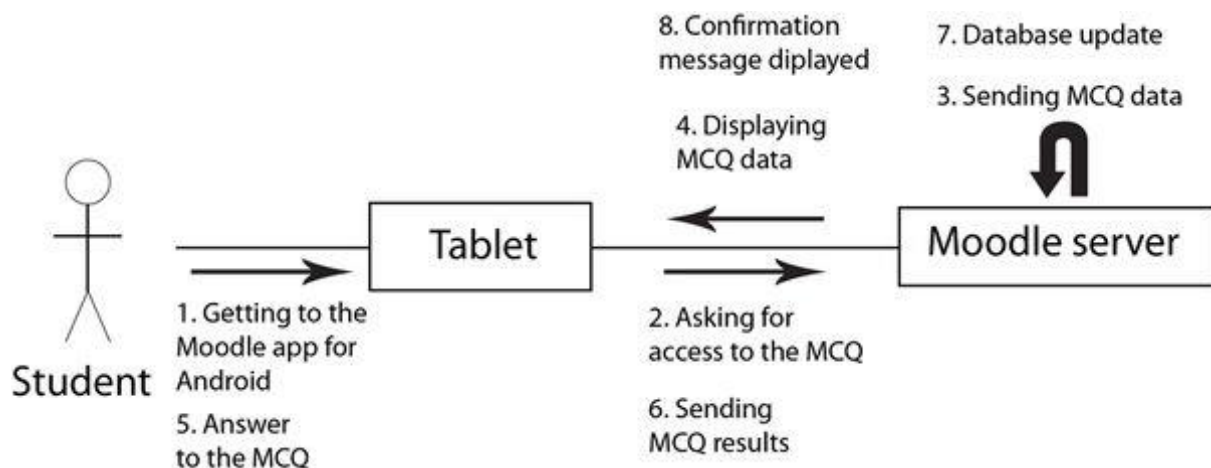 8. Confirmation
message diplayed
7. Database update
3. Sending MCQ data
4. Displaying
MCQ data
Tablet
Moodle server
1. Getting to the
Moodle app for
Android
2. Asking for
access to the MCQ
Student
5. Answer
to the MCQ
6. Sending
MCQ results